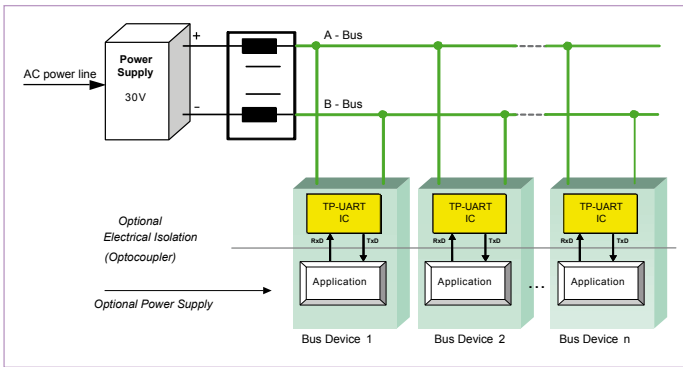 A - Bus
+
Power
Supply
30V
AC power line
−
B - Bus
TP-UART
IC
TP-UART
IC
TP-UART
IC
Optional
Electrical Isolation
(Optocoupler)
RxD
TxD
RxD
TxD
RxD
TxD
Application
Application
...
Application
Optional Power Supply
Bus Device 1
Bus Device 2
Bus Device n